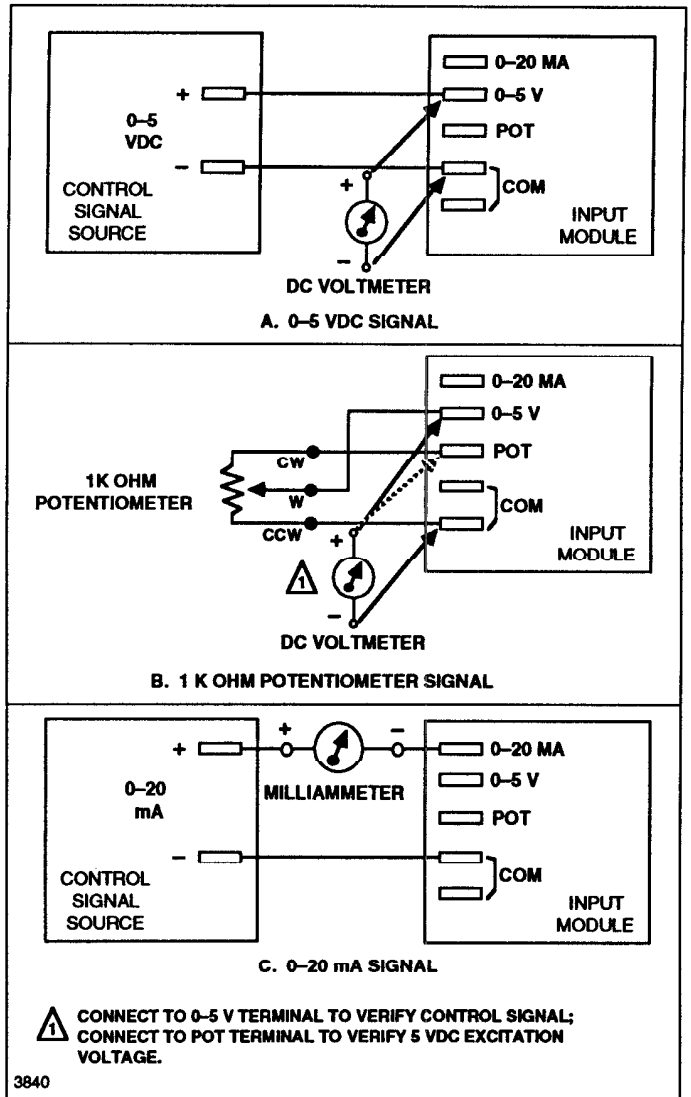 0–20 MA
+
0–5 V
0–5
VDC
POT
–
+
COM
CONTROL
SIGNAL
SOURCE
INPUT
MODULE
–
DC VOLTMETER
A. 0–5 VDC SIGNAL
0–20 MA
0–5 V
CW
POT
1K OHM
POTENTIOMETER
W
COM
CCW
+
INPUT
MODULE
1
–
DC VOLTMETER
B. 1 K OHM POTENTIOMETER SIGNAL
+
+
–
0–20 MA
0–20
mA
MILLIAMMETER
0–5 V
POT
–
COM
CONTROL
SIGNAL
SOURCE
INPUT
MODULE
C. 0–20 mA SIGNAL
1 CONNECT TO 0–5 V TERMINAL TO VERIFY CONTROL SIGNAL;
CONNECT TO POT TERMINAL TO VERIFY 5 VDC EXCITATION
VOLTAGE.
3840